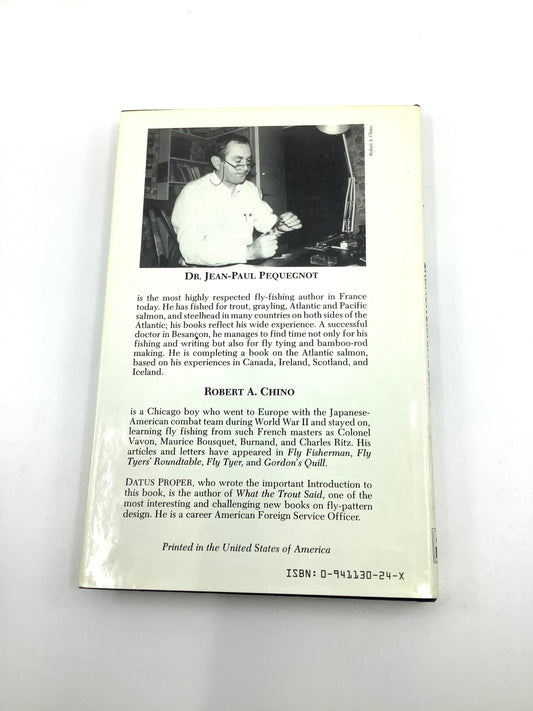 Robert A. Chino
DR. JEAN-PAUL PEQUEGNOT
is the most highly respected fly-fishing author in France
today. He has fished for trout, grayling, Atlantic and Pacific
salmon, and steelhead in many countries on both sides of the
Atlantic; his books reflect his wide experience. A successful
doctor in Besançon, he manages to find time not only for his
fishing and writing but also for fly tying and bamboo-rod
making. He is completing a book on the Atlantic salmon,
based on his experiences in Canada, Ireland, Scotland, and
Iceland.
ROBERT A. CHINO
is a Chicago boy who went to Europe with the Japanese-
American combat team during World War II and stayed on,
learning fly fishing from such French masters as Colonel
Vavon, Maurice Bousquet, Burnand, and Charles Ritz. His
articles and letters have appeared in Fly Fisherman, Fly
Tyers' Roundtable, Fly Tyer, and Gordon's Quill.
DATUS PROPER, who wrote the important Introduction to
this book, is the author of What the Trout Said, one of the
most interesting and challenging new books on fly-pattern
design. He is a career American Foreign Service Officer.
Printed in the United States of America
ISBN: 0-941130-24-X